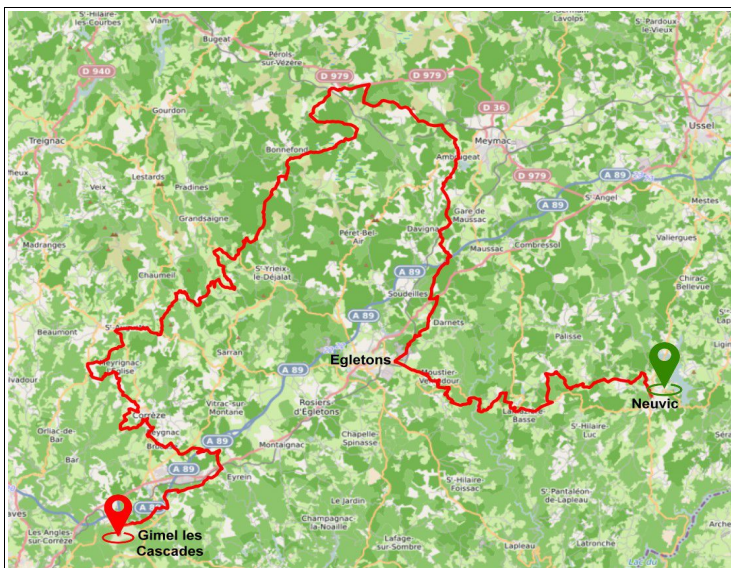 St-Hilaire-
les-Courbes
Viam
Bugeat
Lavolps
St-Pardoux
le-Vieux
Pérols
sur-Vézère
D 940
D 979
D 979
Gourdon
D 36
Ussel
Treignac
Meymac
Bonnefond
Ambrugeat
Lestards
D 979
A 89
Veix
Pradines
St-Angel
Mestes
Grandsaigne
Gare de
Maussac
A 89
Péret-Bel-
Air
Davignac
Valiergues
Madranges
Maussac
Combressol
Chaumeil
St-Yrieix
le-Déjalat
A 89
Chirac
Bellevue
Soudeilles
Beaumont
A 89
Darnets
Palisse
Sarran
Egletons
Moustier-
A 89
Neuvic
Vitrac-sur
Montane
Rosiers
d'Égletons
Basse
Corrèze
St-Hilaire
Luc
Orliac-de-
Bar
Chapelle
Spinasse
Montaignac
Bar
A 89
Eyrein
St-Hilaire
Foissac
St-Pantaléon
de-Lapleau
Le Jardin
Champagnac
la-Noaille
Les Angles
sur-Corrèze
Gimel les
Cascades
Lafage-
sur-Sombre
Lapleau
Latronche